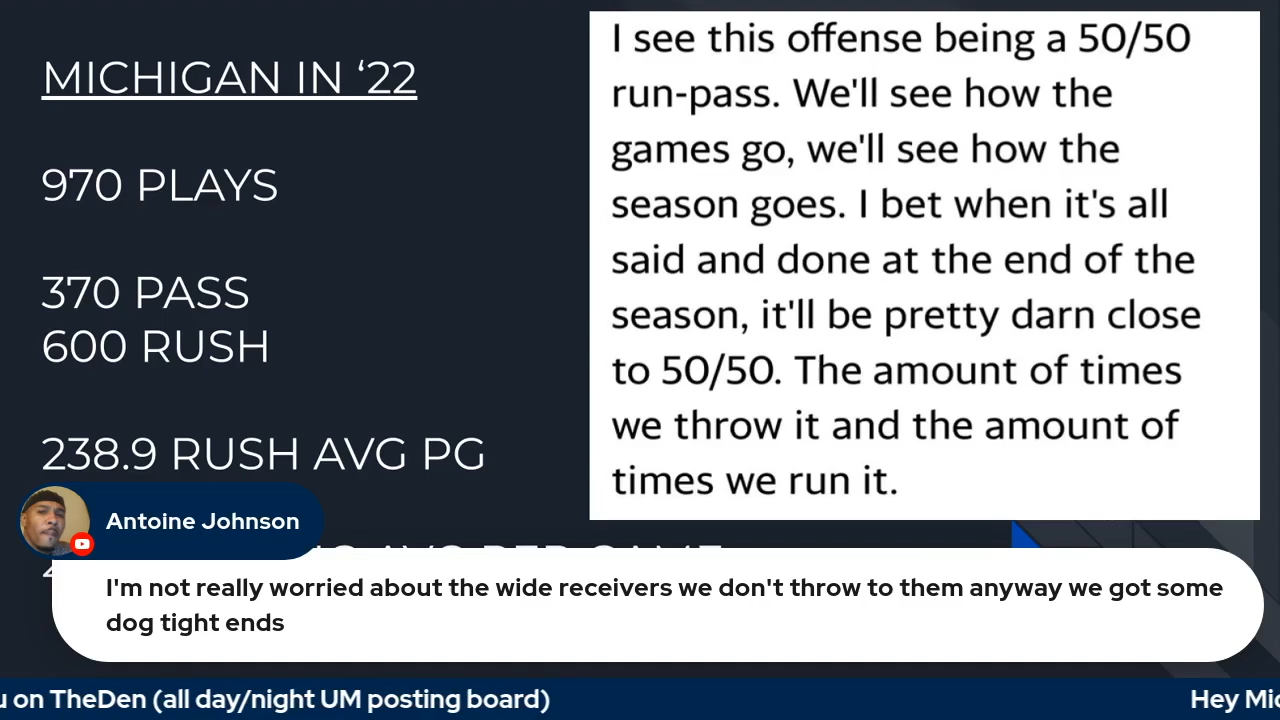 MICHIGAN IN ‘22
970 PLAYS
370 PASS
600 RUSH
238.9 RUSH AVG PG
I see this offense being a 50/50
run-pass. We'll see how the
games go, we'll see how the
season goes. I bet when it's all
said and done at the end of the
season, it'll be pretty darn close
to 50/50. The amount of times
we throw it and the amount of
times we run it.
AVG PER GAME
Antoine Johnson
I'm not really worried about the wide receivers we don't throw to them anyway we got some
dog tight ends
on TheDen (all day/night UM posting board)
Hey